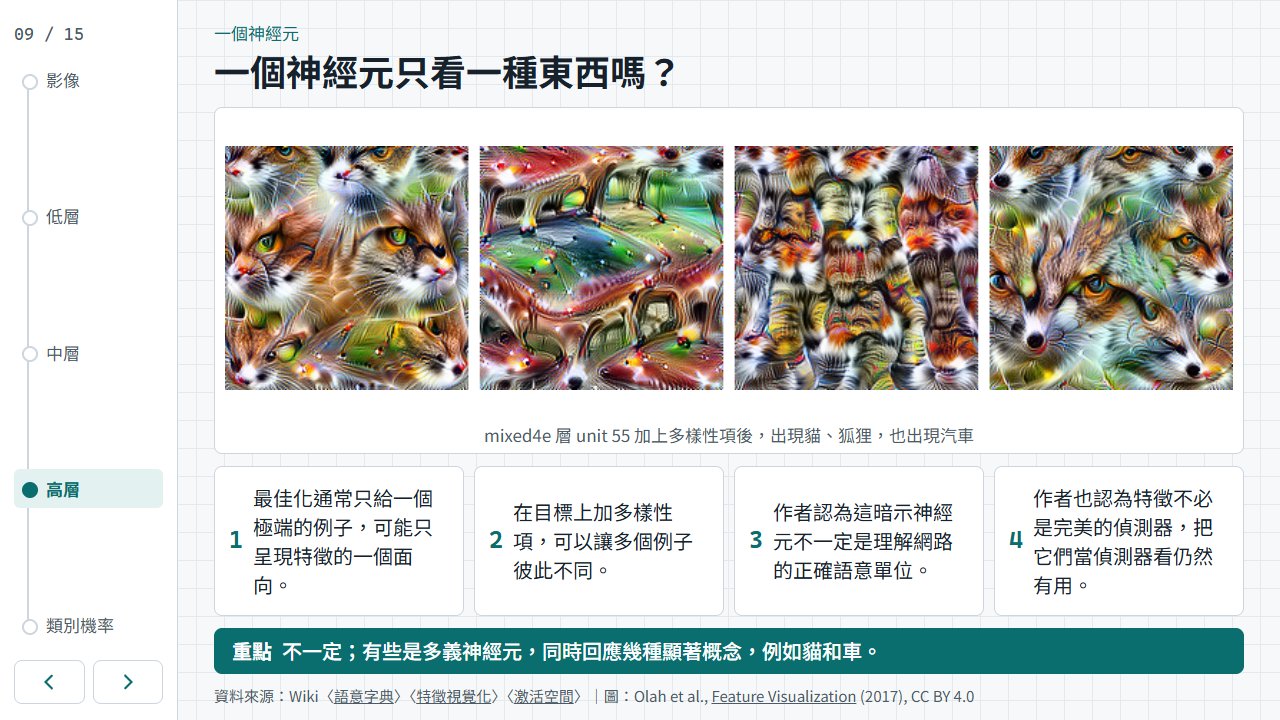 09 / 15
影像
低層
中層
高層
類別機率
一個神經元
一個神經元只看一種東西嗎？
mixed4e 層 unit 55 加上多樣性項後，出現貓、狐狸，也出現汽車
1
最佳化通常只給一個
極端的例子，可能只
呈現特徵的一個面
向。
2
在目標上加多樣性
項，可以讓多個例子
彼此不同。
3
作者認為這暗示神經
元不一定是理解網路
的正確語意單位。
4
作者也認為特徵不必
是完美的偵測器，把
它們當偵測器看仍然
有用。
重點 不一定；有些是多義神經元，同時回應幾種顯著概念，例如貓和車。
資料來源：Wiki〈語意字典〉〈特徵視覺化〉〈激活空間〉｜圖：Olah et al., Feature Visualization (2017), CC BY 4.0